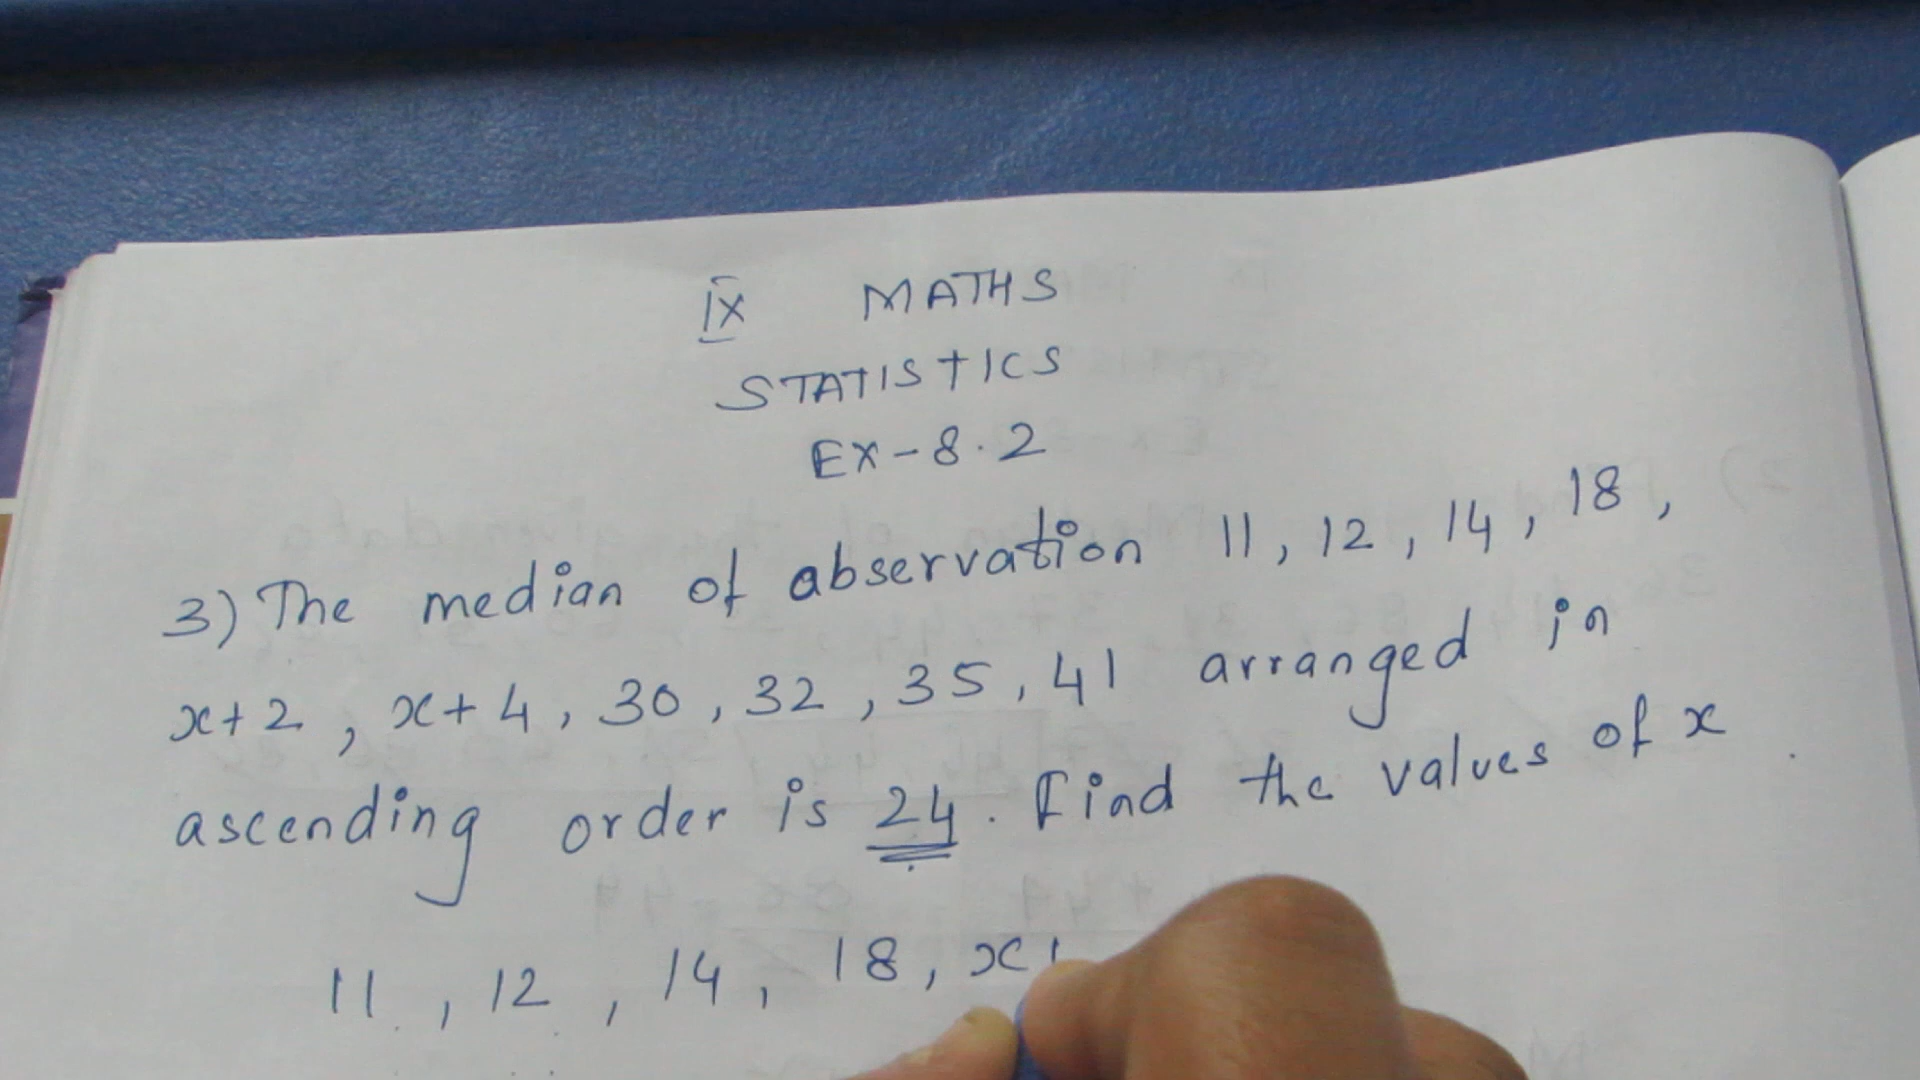 IX MATHS
STATISTICS
EX-8.2
3) The median of observation 11, 12, 14, 18,
x+2, x+4, 30, 32, 35, 41 arranged in
ascending order is 24. Find the values of x.
11, 12, 14, 18, x